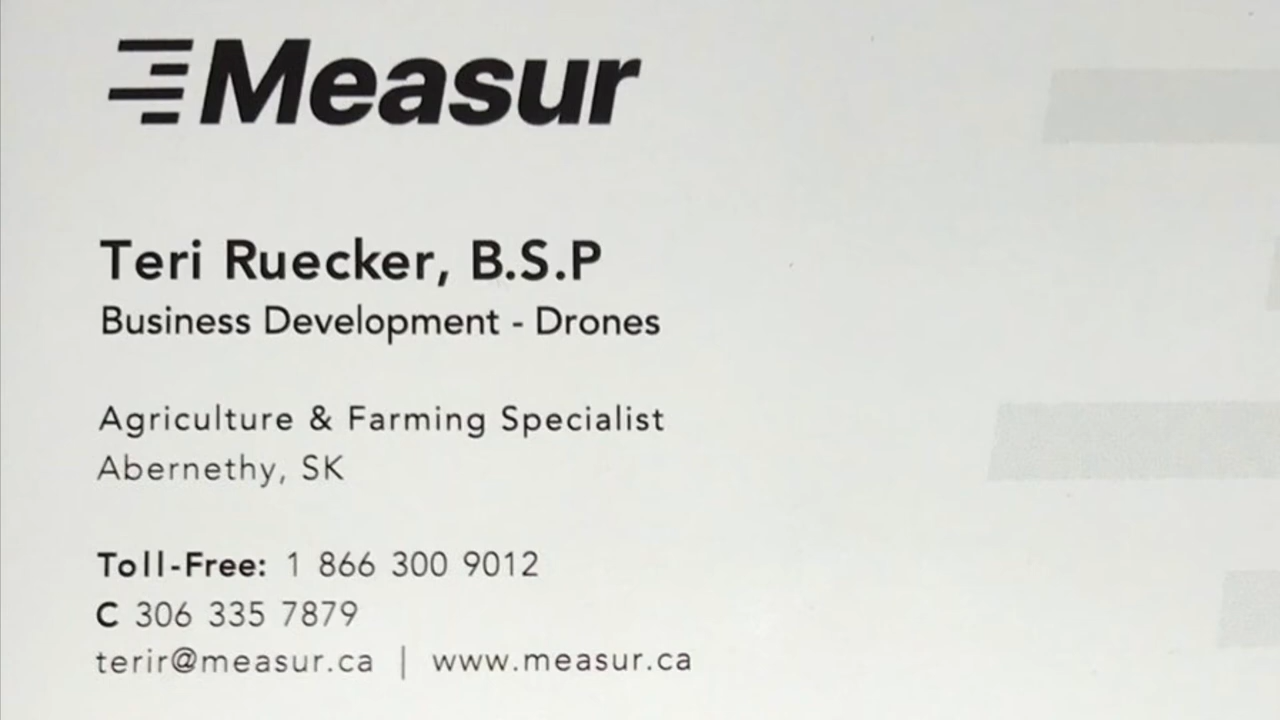 Measur
Teri Ruecker, B.S.P
Business Development - Drones
Agriculture & Farming Specialist
Abernethy, SK
Toll-Free: 1 866 300 9012
C 306 335 7879
terir@measur.ca | www.measur.ca